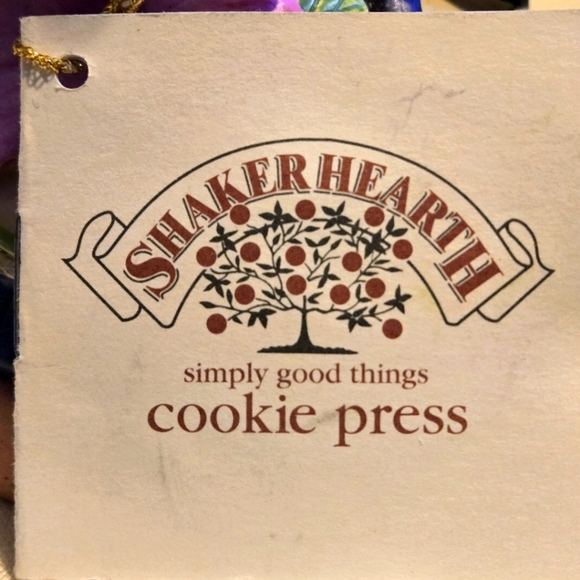 SHAKER HEARTH
simply good things
cookie press